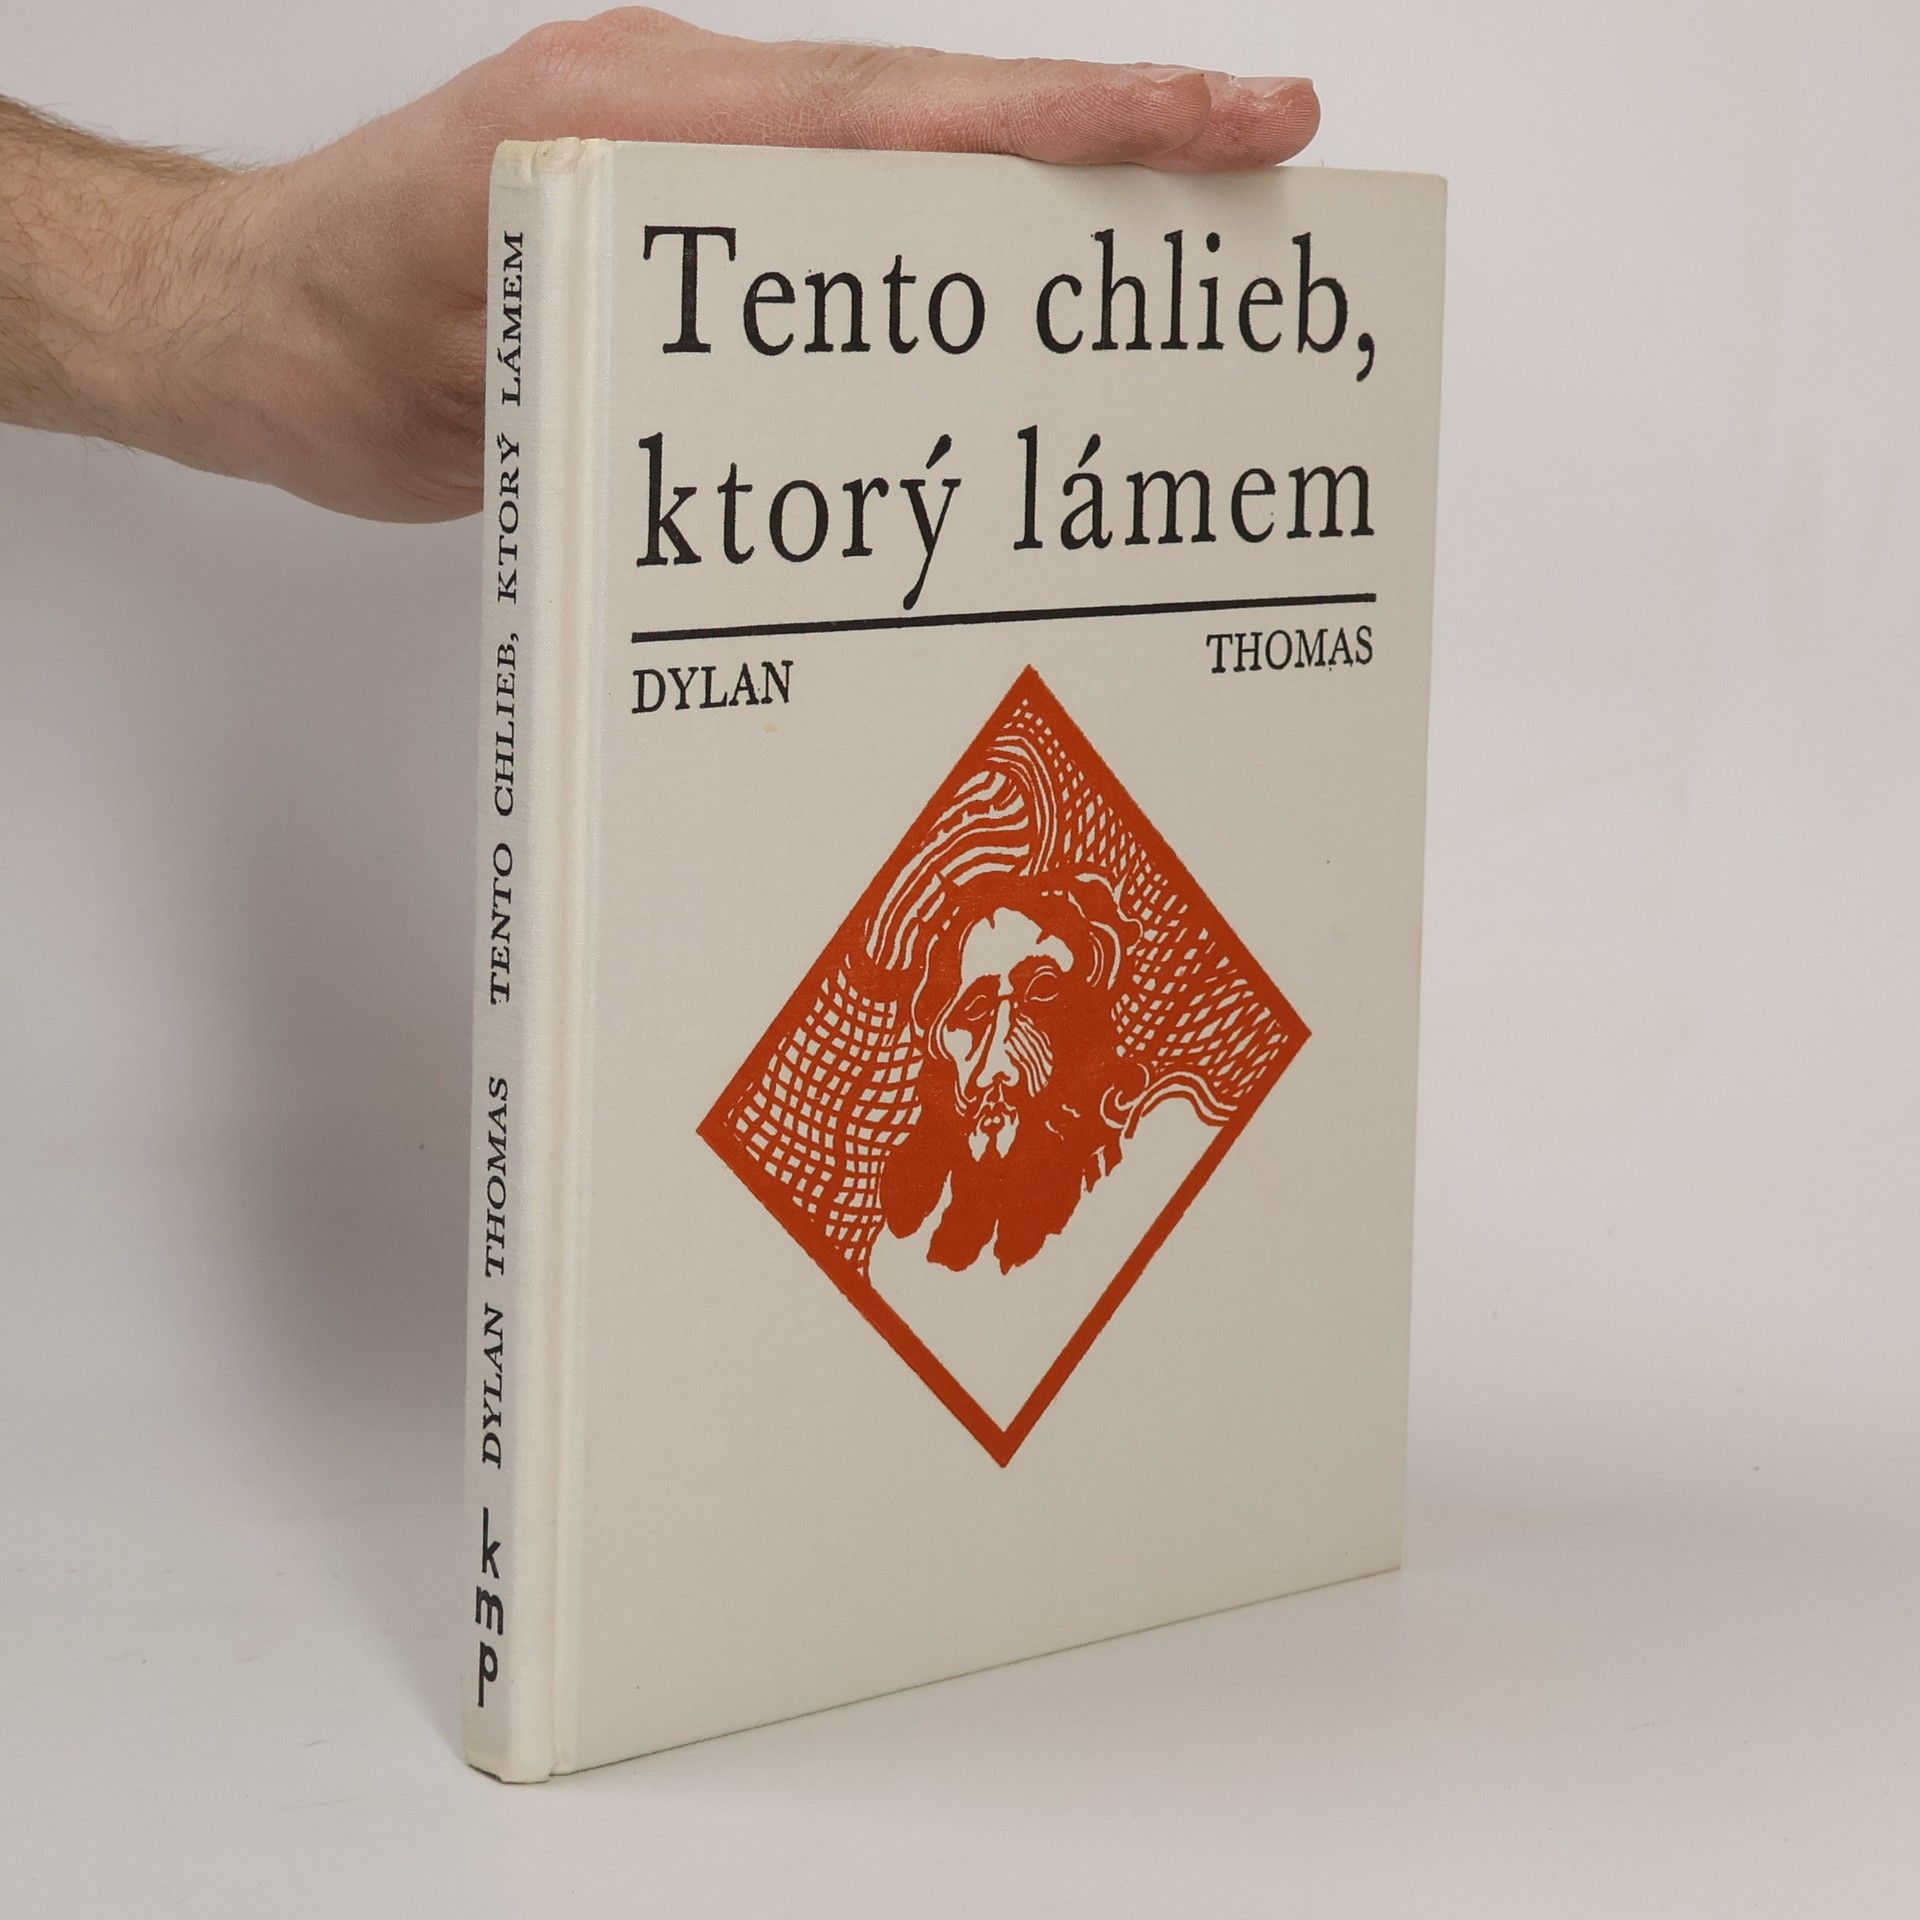 Tento chlieb,
ktorý lámem
DYLAN THOMAS
DYLAN THOMAS TENTO CHLIEB, KTORÝ LÁMEM
kmp